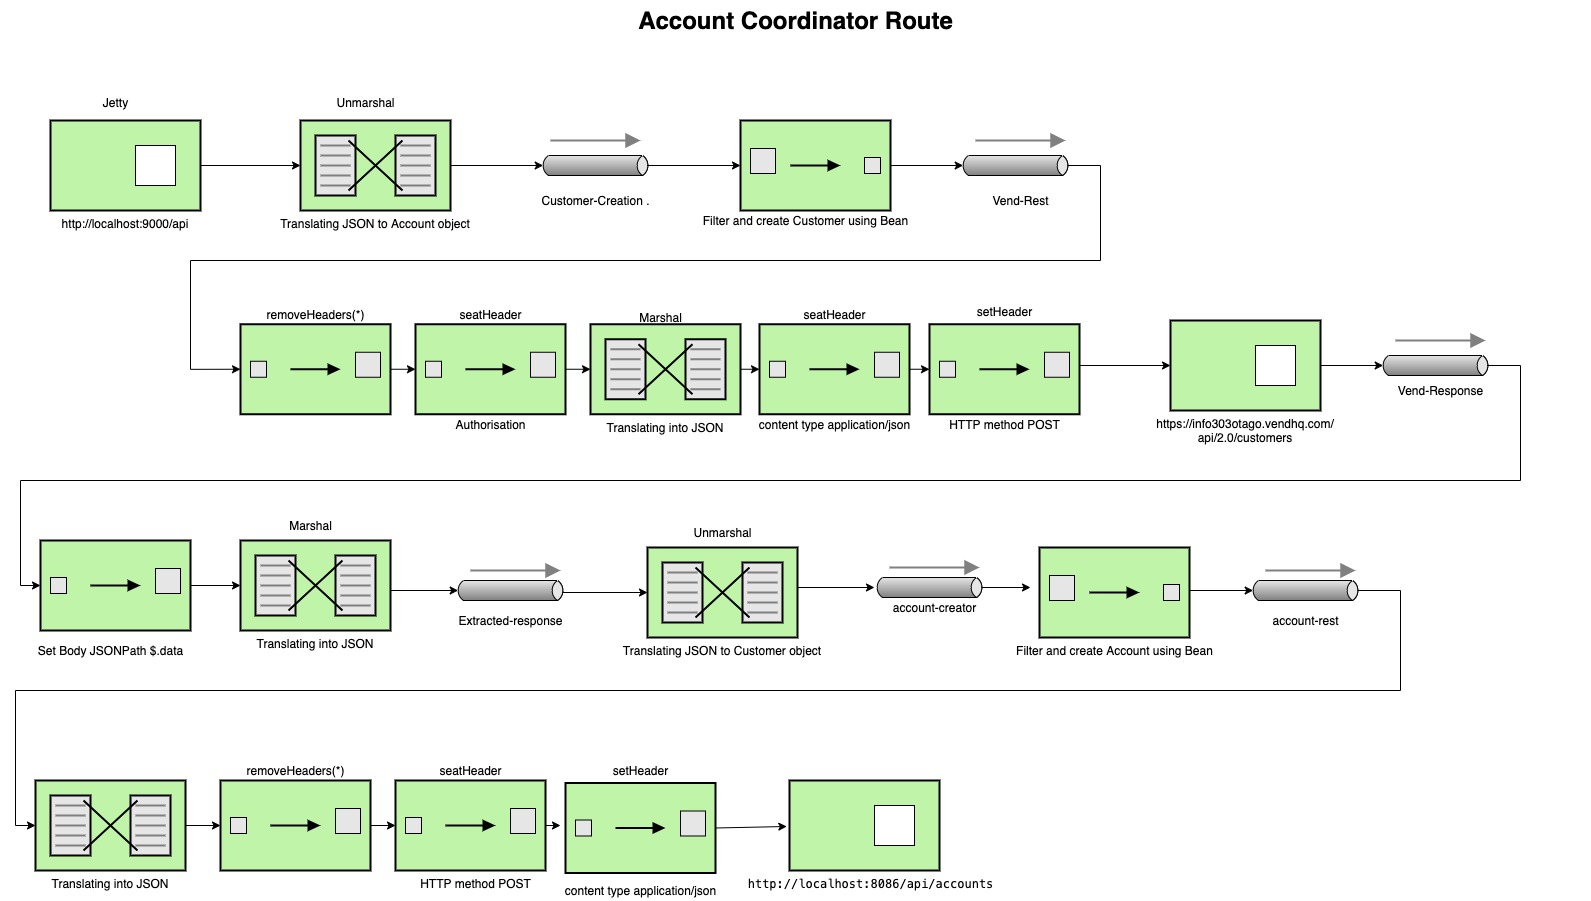 Account Coordinator Route
Jetty
Unmarshal
http://localhost:9000/api
Translating JSON to Account object
Customer-Creation .
Filter and create Customer using Bean
Vend-Rest
removeHeaders(*)
seatHeader
Marshal
seatHeader
setHeader
Authorisation
Translating into JSON
content type application/json
HTTP method POST
https://info303otago.vendhq.com/
api/2.0/customers
Vend-Response
Marshal
Unmarshal
Set Body JSONPath $.data
Translating into JSON
Extracted-response
Translating JSON to Customer object
account-creator
Filter and create Account using Bean
account-rest
removeHeaders(*)
seatHeader
setHeader
Translating into JSON
HTTP method POST
content type application/json
http://localhost:8086/api/accounts